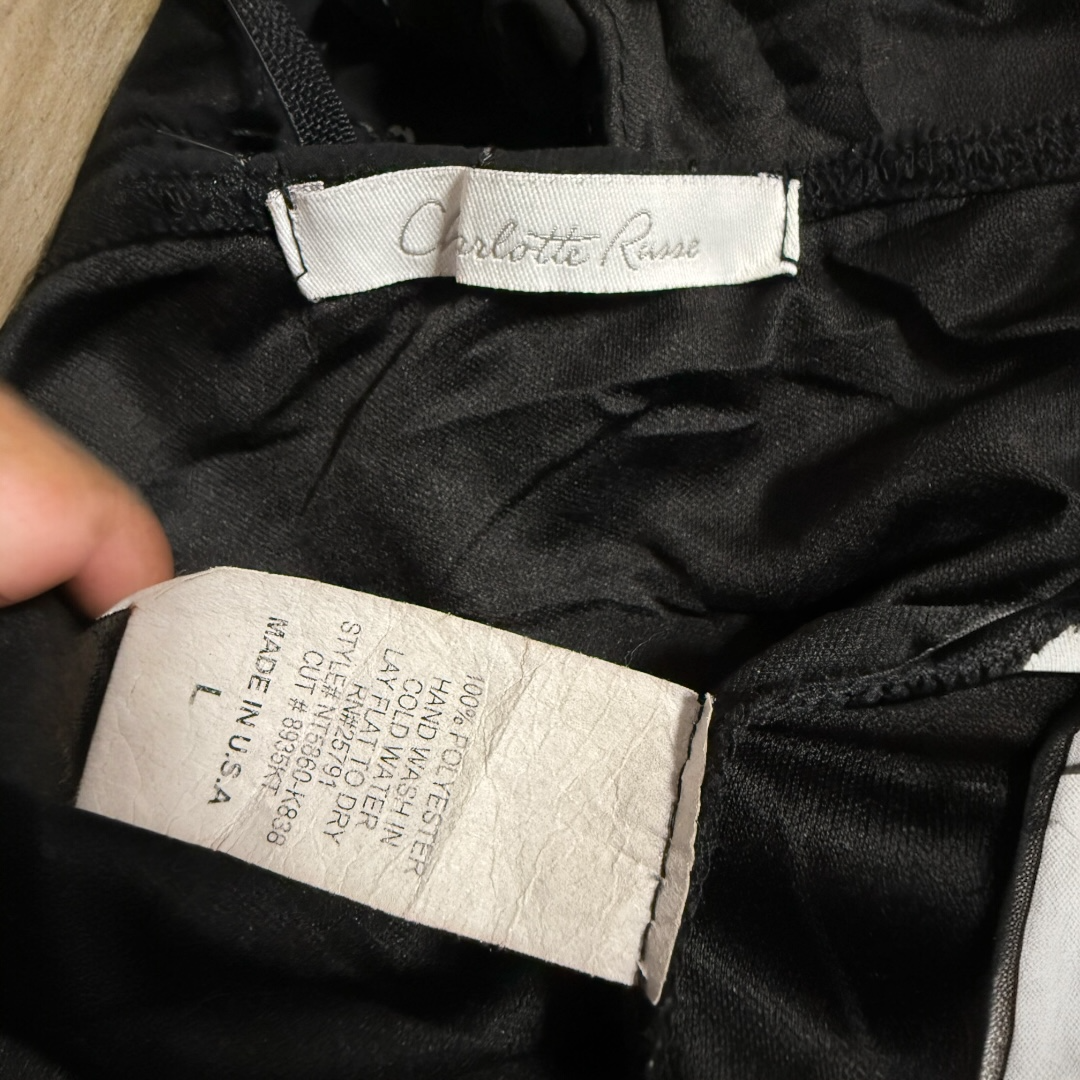 Charlotte Russe
100% POLYESTER
HAND WASH IN
COLD WATER
LAY FLAT TO DRY
RN#25791
STYLE# NT5860-K838
CUT # 8935KT
MADE IN U.S.A
L